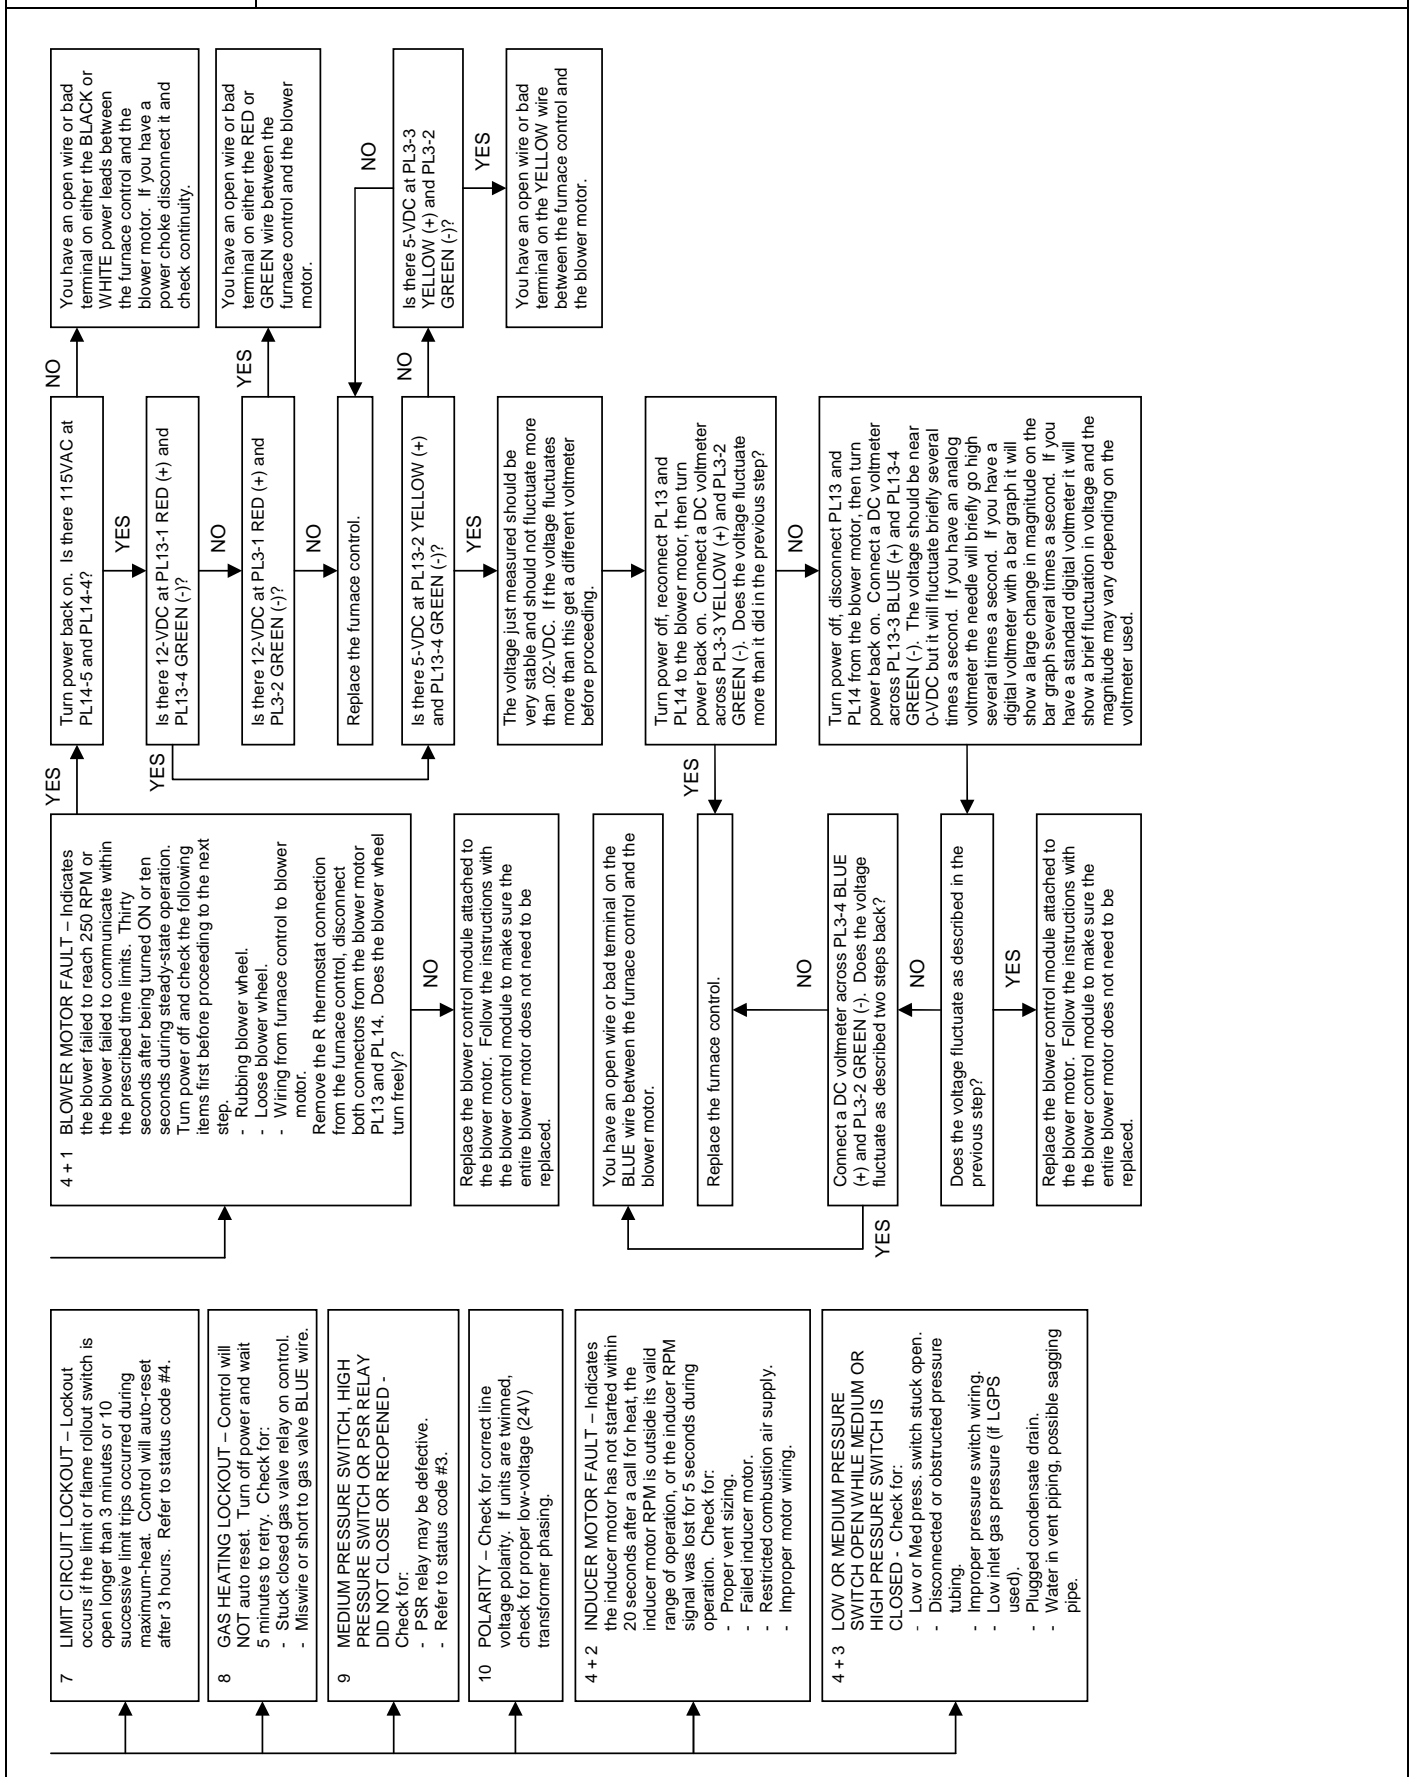 7 LIMIT CIRCUIT LOCKOUT – Lockout
occurs if the limit or flame rollout switch is
open longer than 3 minutes or 10
successive limit trips occurred during
maximum-heat. Control will auto-reset
after 3 hours. Refer to status code #4.
8 GAS HEATING LOCKOUT – Control will
NOT auto reset. Turn off power and wait
5 minutes to retry. Check for:
- Stuck closed gas valve relay on control.
- Miswire or short to gas valve BLUE wire.
9 MEDIUM PRESSURE SWITCH, HIGH
PRESSURE SWITCH OR PSR RELAY
DID NOT CLOSE OR REOPENED -
Check for:
- PSR relay may be defective.
- Refer to status code #3.
10 POLARITY – Check for correct line
voltage polarity. If units are twinned,
check for proper low-voltage (24V)
transformer phasing.
4 + 2 INDUCER MOTOR FAULT – Indicates
the inducer motor has not started within
20 seconds after a call for heat, the
inducer motor RPM is outside its valid
range of operation, or the inducer RPM
signal was lost for 5 seconds during
operation. Check for:
- Proper vent sizing.
- Failed inducer motor.
- Restricted combustion air supply.
- Improper motor wiring.
4 + 3 LOW OR MEDIUM PRESSURE
SWITCH OPEN WHILE MEDIUM OR
HIGH PRESSURE SWITCH IS
CLOSED - Check for:
- Low or Med press. switch stuck open.
- Disconnected or obstructed pressure
tubing.
- Improper pressure switch wiring.
- Low inlet gas pressure (if LGPS
used).
- Plugged condensate drain.
- Water in vent piping, possible sagging
pipe.
4 + 1 BLOWER MOTOR FAULT – Indicates
the blower failed to reach 250 RPM or
the blower failed to communicate within
the prescribed time limits. Thirty
seconds after being turned ON or ten
seconds during steady-state operation.
Turn power off and check the following
items first before proceeding to the next
step.
- Rubbing blower wheel.
- Loose blower wheel.
- Wiring from furnace control to blower
motor.
Remove the R thermostat connection
from the furnace control, disconnect
both connectors from the blower motor
PL13 and PL14. Does the blower wheel
turn freely?
YES
NO
Replace the blower control module attached to
the blower motor. Follow the instructions with
the blower control module to make sure the
entire blower motor does not need to be
replaced.
You have an open wire or bad terminal on the
BLUE wire between the furnace control and the
blower motor.
Replace the furnace control.
NO
Connect a DC voltmeter across PL3-4 BLUE
(+) and PL3-2 GREEN (-). Does the voltage
fluctuate as described two steps back?
YES
NO
Does the voltage fluctuate as described in the
previous step?
YES
Replace the blower control module attached to
the blower motor. Follow the instructions with
the blower control module to make sure the
entire blower motor does not need to be
replaced.
Turn power back on. Is there 115VAC at
PL14-5 and PL14-4?
NO
YES
Is there 12-VDC at PL13-1 RED (+) and
PL13-4 GREEN (-)?
YES
NO
Is there 12-VDC at PL3-1 RED (+) and
PL3-2 GREEN (-)?
YES
NO
Replace the furnace control.
Is there 5-VDC at PL13-2 YELLOW (+)
and PL13-4 GREEN (-)?
NO
YES
The voltage just measured should be
very stable and should not fluctuate more
than .02-VDC. If the voltage fluctuates
more than this get a different voltmeter
before proceeding.
Turn power off, reconnect PL13 and
PL14 to the blower motor, then turn
power back on. Connect a DC voltmeter
across PL3-3 YELLOW (+) and PL3-2
GREEN (-). Does the voltage fluctuate
more than it did in the previous step?
YES
NO
Turn power off, disconnect PL13 and
PL14 from the blower motor, then turn
power back on. Connect a DC voltmeter
across PL13-3 BLUE (+) and PL13-4
GREEN (-). The voltage should be near
0-VDC but it will fluctuate briefly several
times a second. If you have an analog
voltmeter the needle will briefly go high
several times a second. If you have a
digital voltmeter with a bar graph it will
show a large change in magnitude on the
bar graph several times a second. If you
have a standard digital voltmeter it will
show a brief fluctuation in voltage and the
magnitude may vary depending on the
voltmeter used.
You have an open wire or bad
terminal on either the BLACK or
WHITE power leads between
the furnace control and the
blower motor. If you have a
power choke disconnect it and
check continuity.
You have an open wire or bad
terminal on either the RED or
GREEN wire between the
furnace control and the blower
motor.
NO
Is there 5-VDC at PL3-3
YELLOW (+) and PL3-2
GREEN (-)?
YES
You have an open wire or bad
terminal on the YELLOW wire
between the furnace control and
the blower motor.